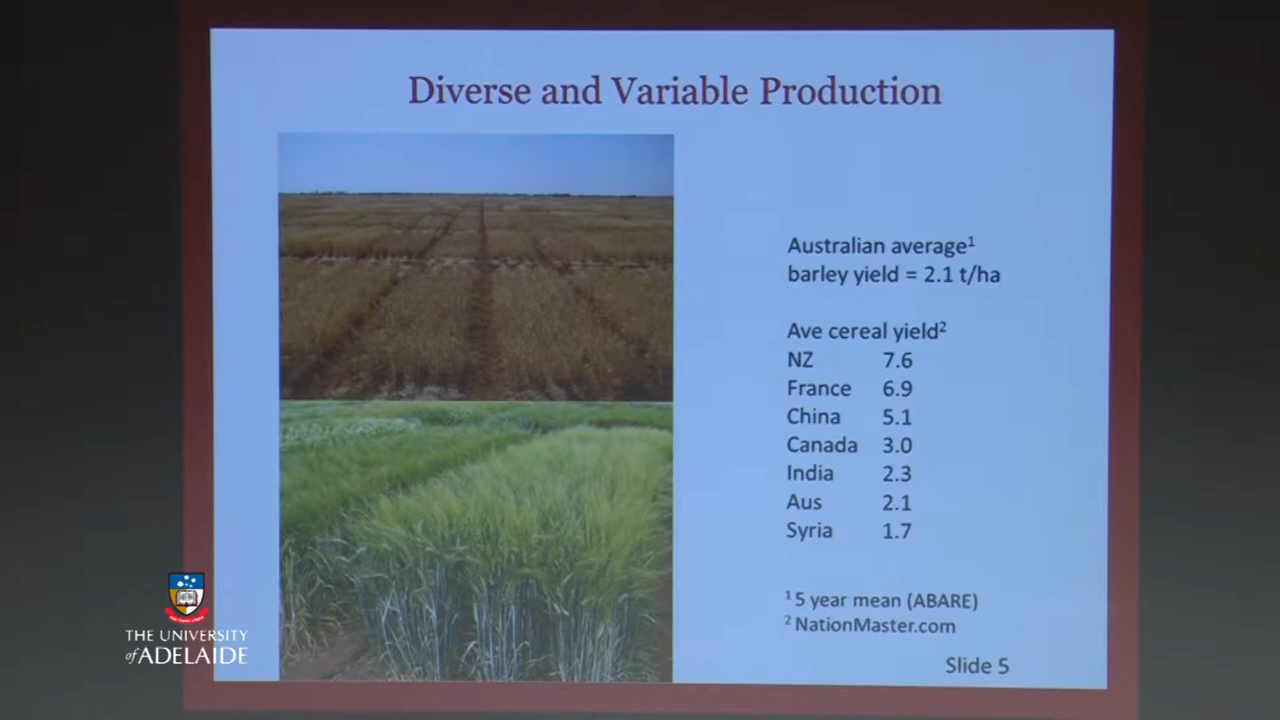 Diverse and Variable Production
Australian average¹
barley yield = 2.1 t/ha
Ave cereal yield²
NZ 7.6
France 6.9
China 5.1
Canada 3.0
India 2.3
Aus 2.1
Syria 1.7
¹ 5 year mean (ABARE)
² NationMaster.com
Slide 5
THE UNIVERSITY
of ADELAIDE